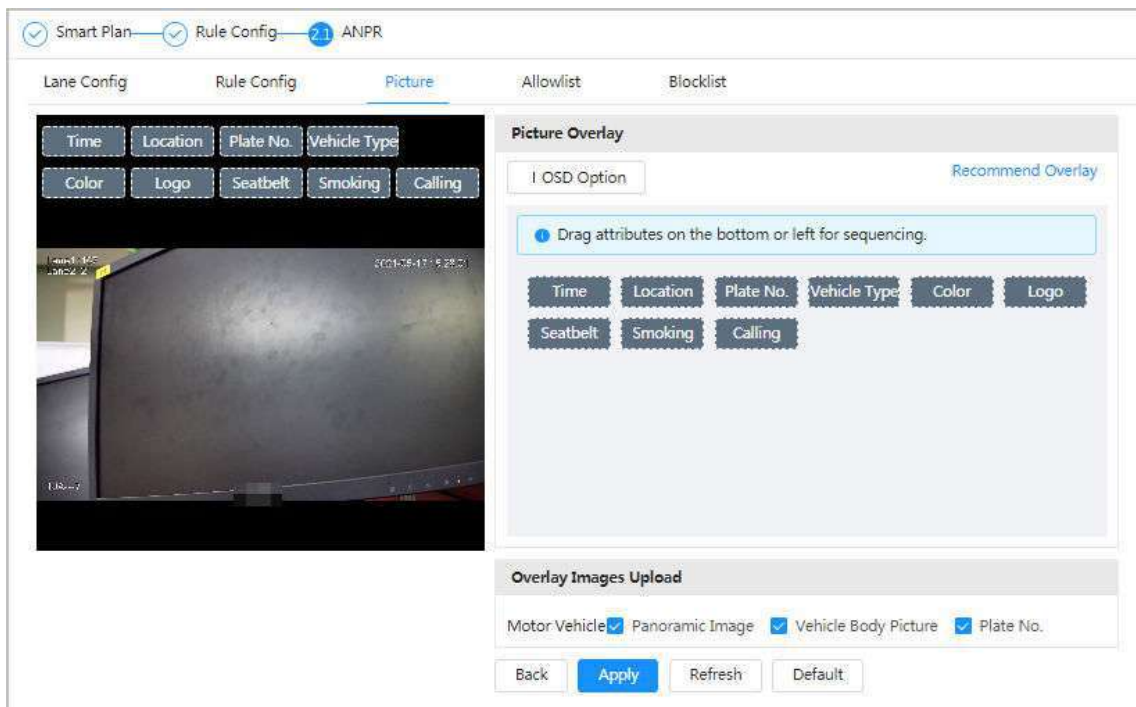 Smart Plan Rule Config 2.1 ANPR
Lane Config Rule Config Picture Allowlist Blocklist
Time Location Plate No. Vehicle Type
Color Logo Seatbelt Smoking Calling
Picture Overlay
I OSD Option Recommend Overlay
Drag attributes on the bottom or left for sequencing.
Time Location Plate No. Vehicle Type Color Logo
Seatbelt Smoking Calling
Overlay Images Upload
Motor Vehicle Panoramic Image Vehicle Body Picture Plate No.
Back Apply Refresh Default